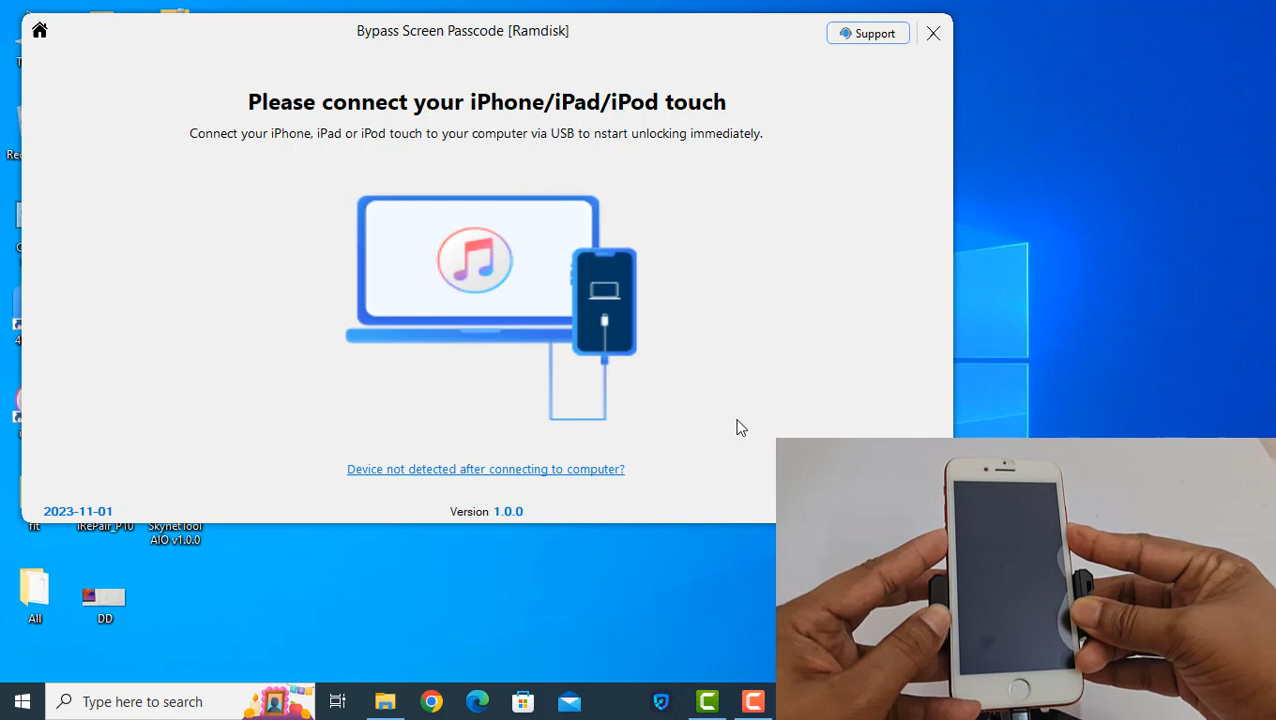 Bypass Screen Passcode [Ramdisk]
Support
Please connect your iPhone/iPad/iPod touch
Connect your iPhone, iPad or iPod touch to your computer via USB to nstart unlocking immediately.
Device not detected after connecting to computer?
2023-11-01
Version 1.0.0
fit
iRePair_P10
SkynetTool
AIO v1.0.0
All
DD
Type here to search